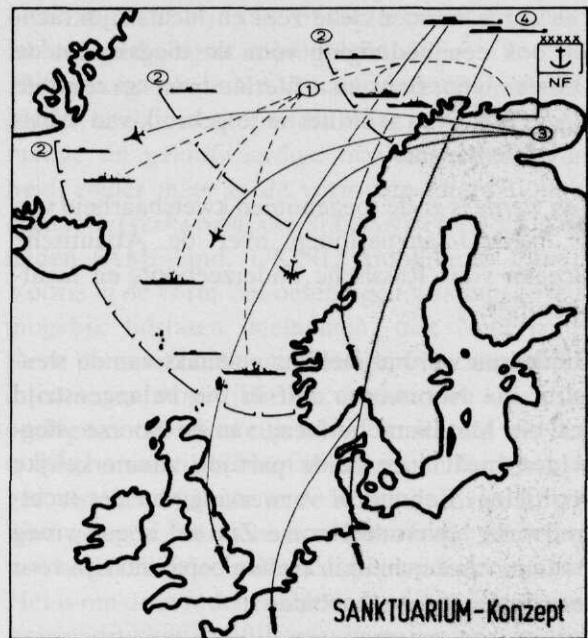 ④
②
XXXXX
②
①
NF
②
③
SANKTUARIUM-Konzept